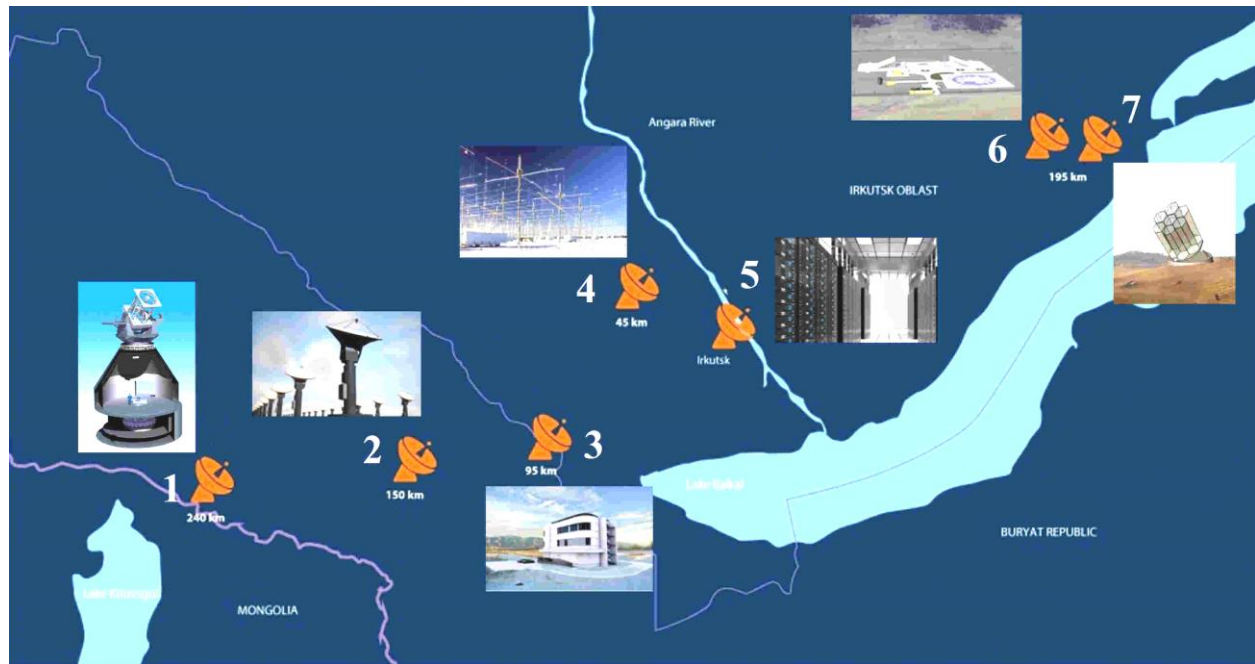 Angara River
7
6
195 km
IRKUTSK OBLAST
4
45 km
5
Irkutsk
1
240 km
2
150 km
3
95 km
Lake Baikal
BURYAT REPUBLIC
MONGOLIA